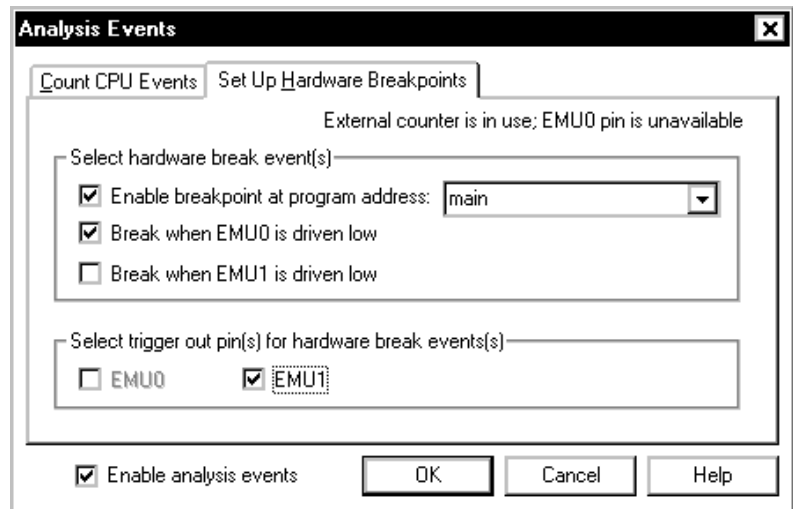 Analysis Events
Count CPU Events Set Up Hardware Breakpoints
External counter is in use; EMU0 pin is unavailable
Select hardware break event(s)
Enable breakpoint at program address: main
Break when EMU0 is driven low
Break when EMU1 is driven low
Select trigger out pin(s) for hardware break events(s)
EMU0 EMU1
Enable analysis events OK Cancel Help